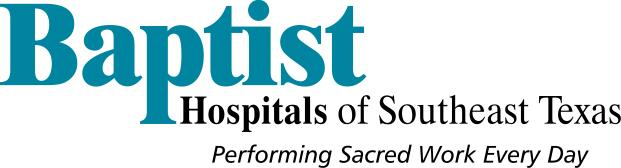 Baptist
Hospitals of Southeast Texas
Performing Sacred Work Every Day